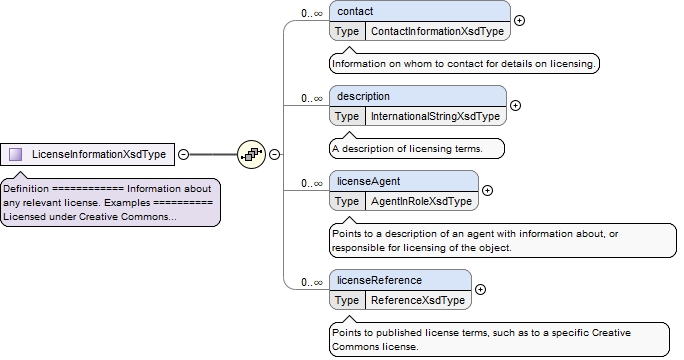 0..∞
contact
Type ContactInformationXsdType
Information on whom to contact for details on licensing.
0..∞
description
Type InternationalStringXsdType
A description of licensing terms.
LicenseInformationXsdType
Definition ============ Information about
any relevant license. Examples ==========
Licensed under Creative Commons...
0..∞
licenseAgent
Type AgentInRoleXsdType
Points to a description of an agent with information about, or
responsible for licensing of the object.
0..∞
licenseReference
Type ReferenceXsdType
Points to published license terms, such as to a specific Creative
Commons license.